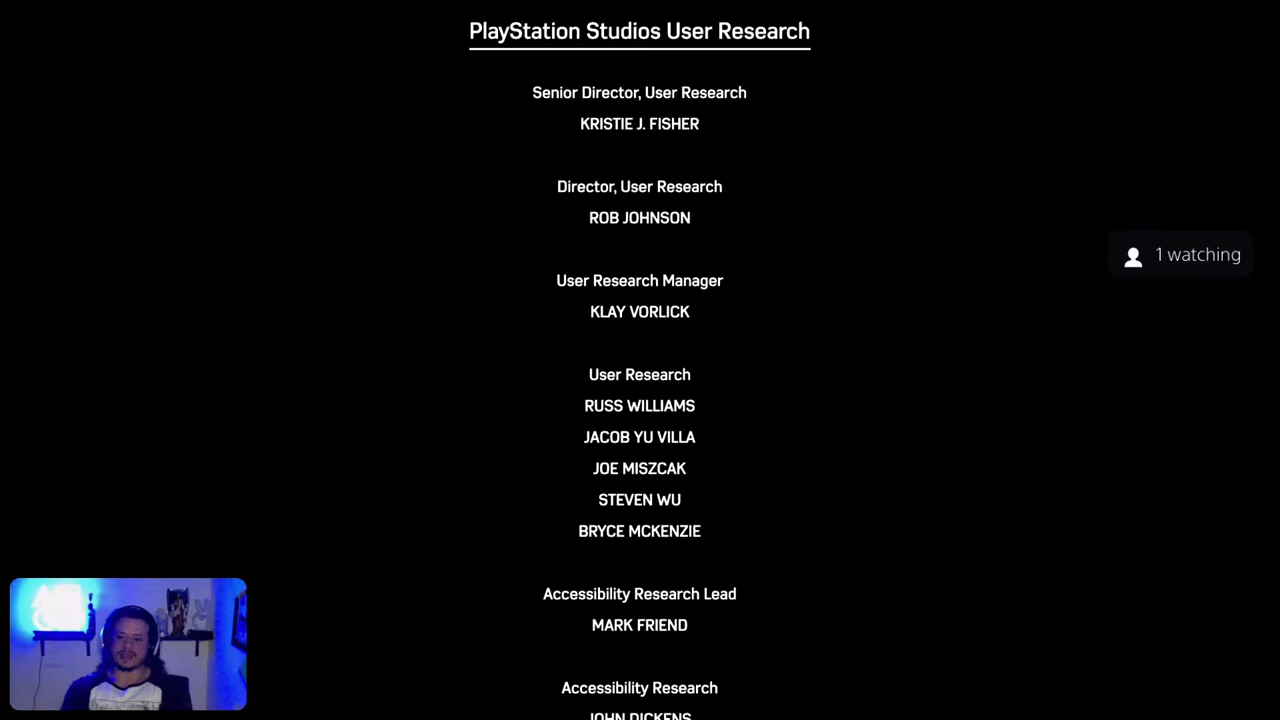 PlayStation Studios User Research
Senior Director, User Research
KRISTIE J. FISHER
Director, User Research
ROB JOHNSON
1 watching
User Research Manager
KLAY VORLICK
User Research
RUSS WILLIAMS
JACOB YU VILLA
JOE MISZCAK
STEVEN WU
BRYCE MCKENZIE
Accessibility Research Lead
MARK FRIEND
Accessibility Research
JOHN DICKENS